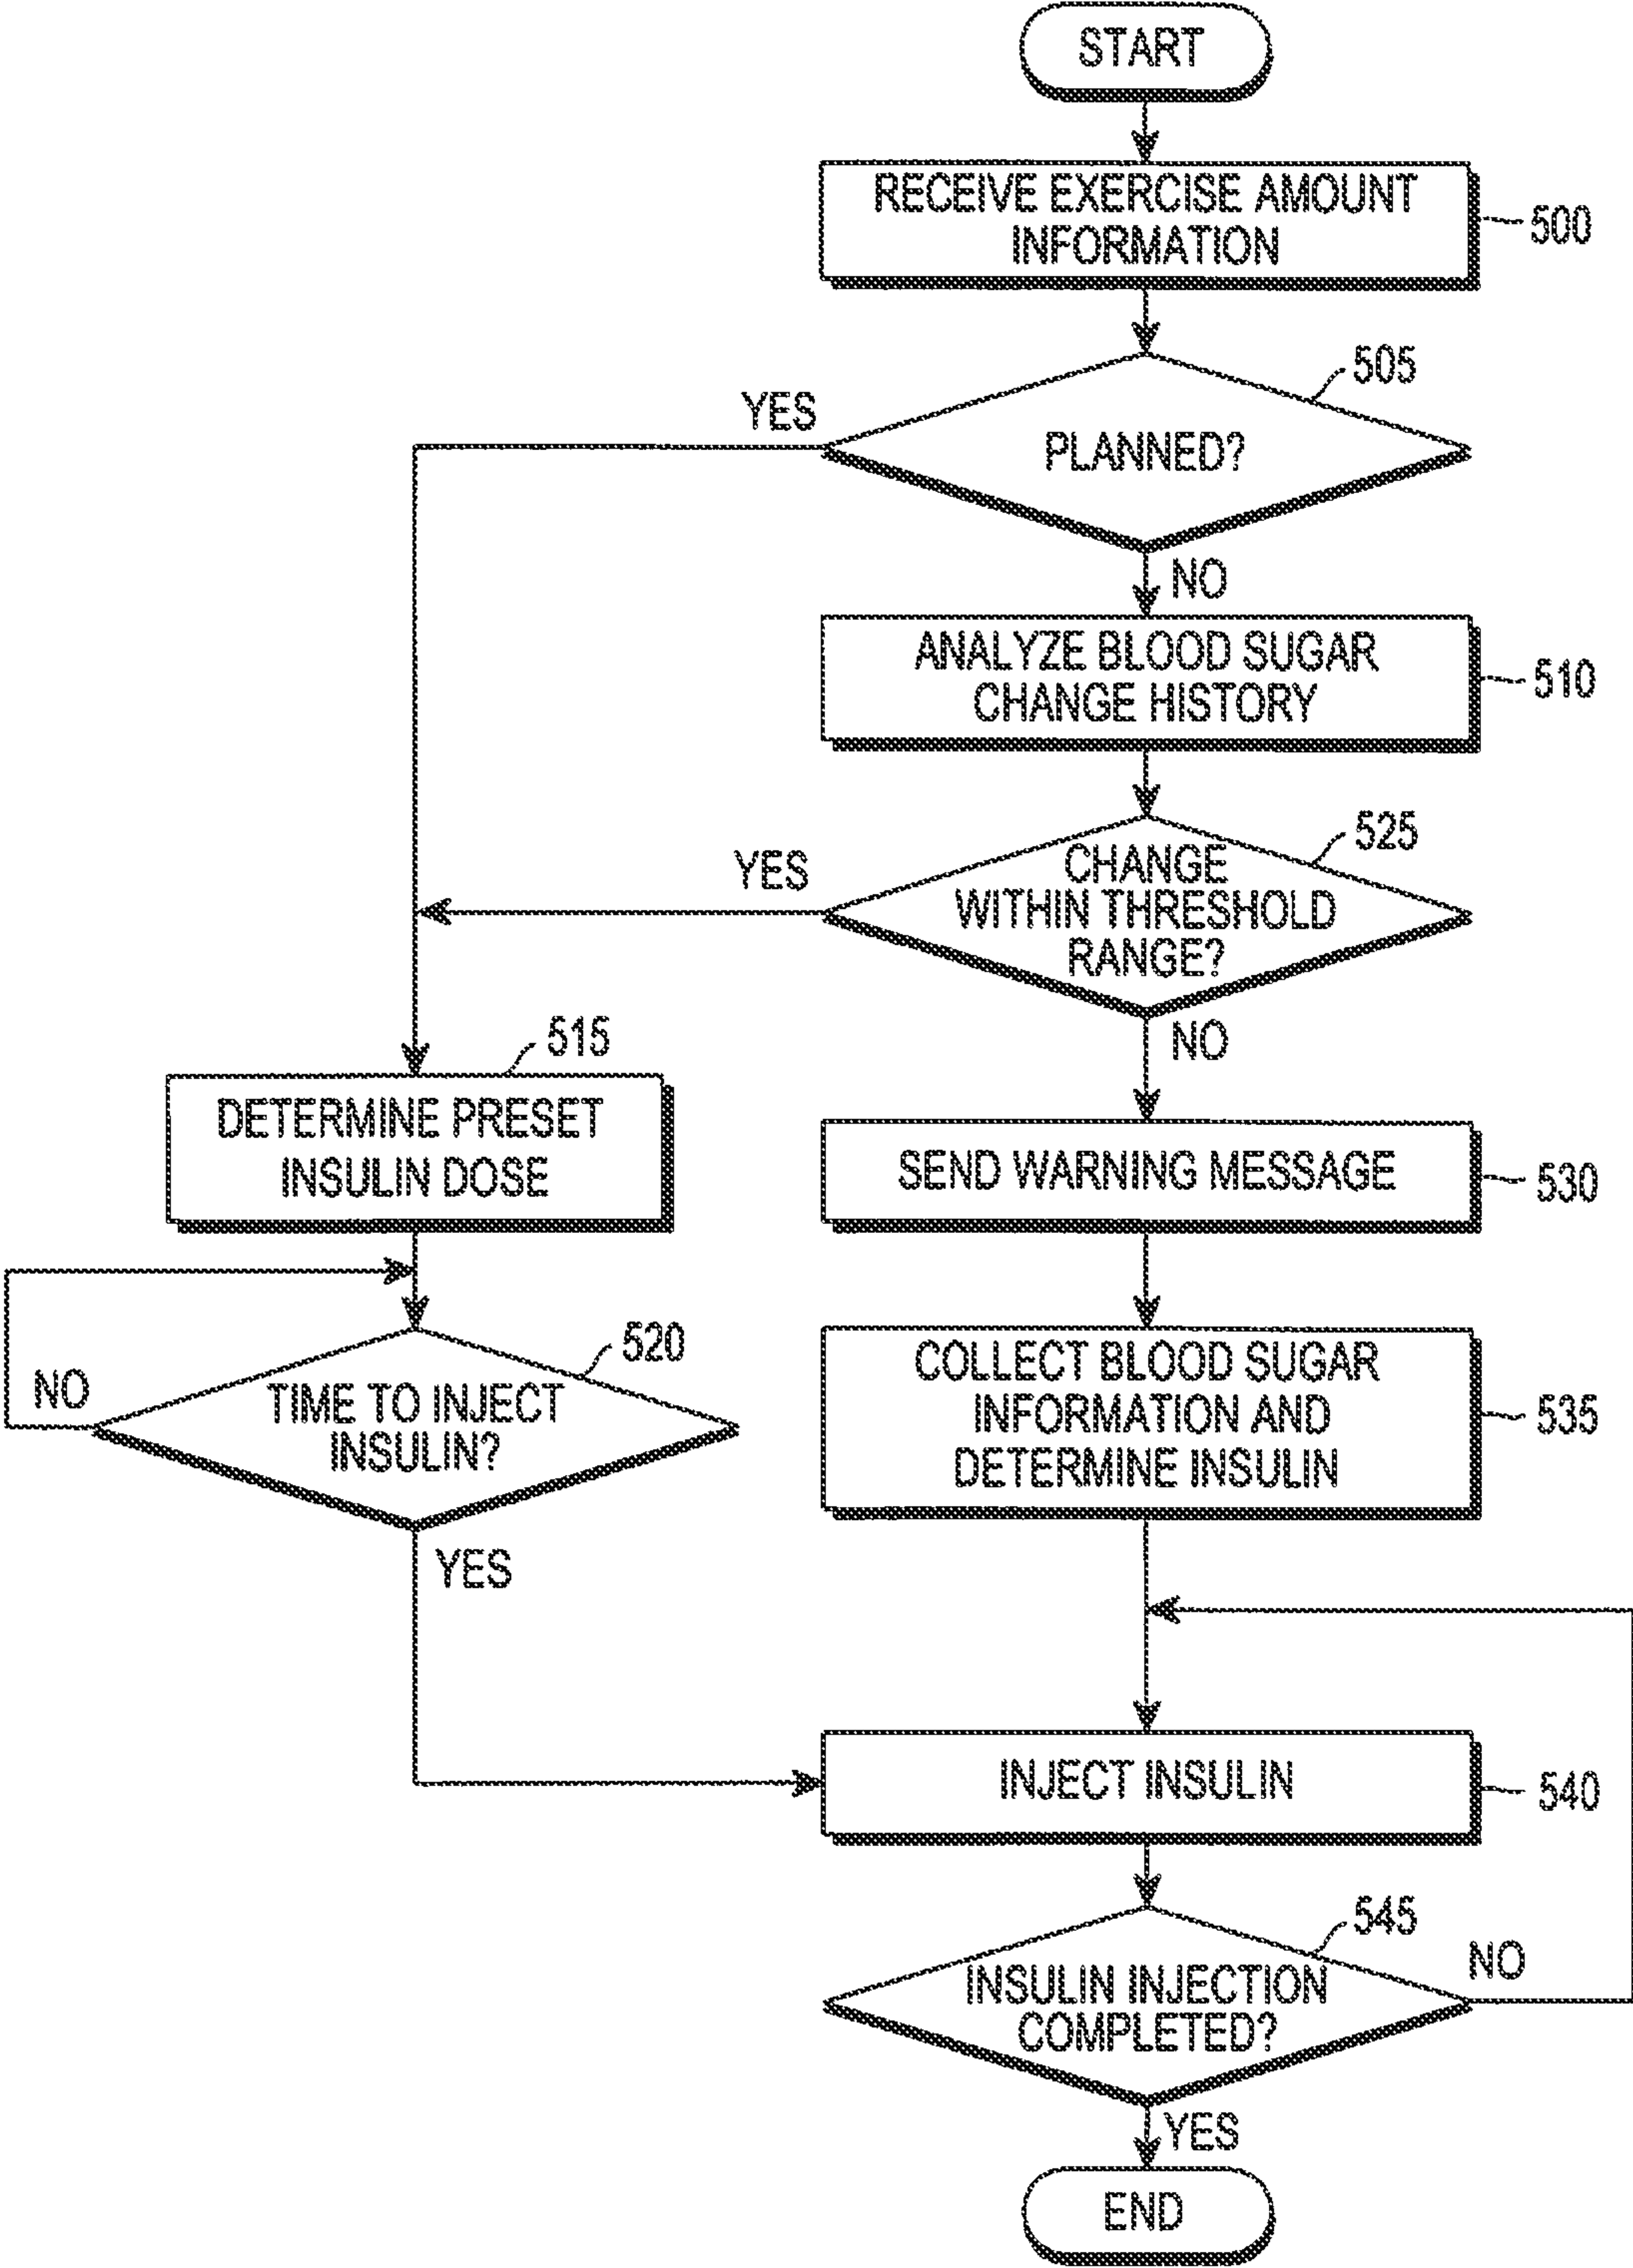 START
RECEIVE EXERCISE AMOUNT
INFORMATION
500
505
YES
PLANNED?
NO
ANALYZE BLOOD SUGAR
CHANGE HISTORY
510
525
YES
CHANGE
WITHIN THRESHOLD
RANGE?
NO
515
DETERMINE PRESET
INSULIN DOSE
SEND WARNING MESSAGE
530
520
NO
TIME TO INJECT
INSULIN?
YES
COLLECT BLOOD SUGAR
INFORMATION AND
DETERMINE INSULIN
535
INJECT INSULIN
540
545
NO
INSULIN INJECTION
COMPLETED?
YES
END